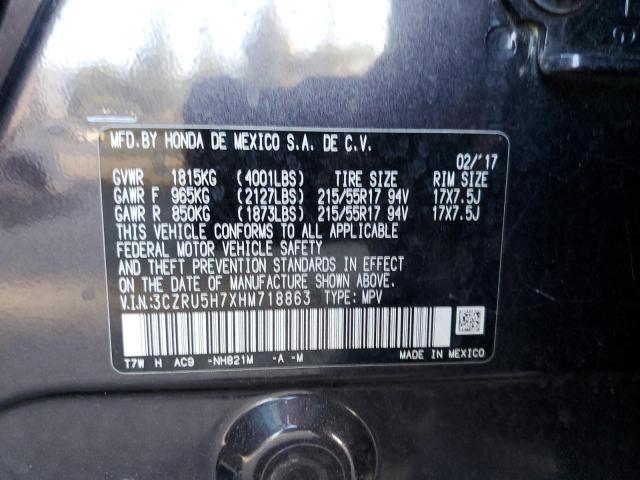 MFD.BY HONDA DE MEXICO S.A. DE C.V.
02/'17
GVWR 1815KG (4001LBS) TIRE SIZE RIM SIZE
GAWR F 965KG (2127LBS) 215/55R17 94V 17X7.5J
GAWR R 850KG (1873LBS) 215/55R17 94V 17X7.5J
THIS VEHICLE CONFORMS TO ALL APPLICABLE
FEDERAL MOTOR VEHICLE SAFETY
AND THEFT PREVENTION STANDARDS IN EFFECT
ON THE DATE OF MANUFACTURE SHOWN ABOVE.
V.I.N:3CZRU5H7XHM718863 TYPE: MPV
T7W H AC9 -NH821M -A -M MADE IN MEXICO